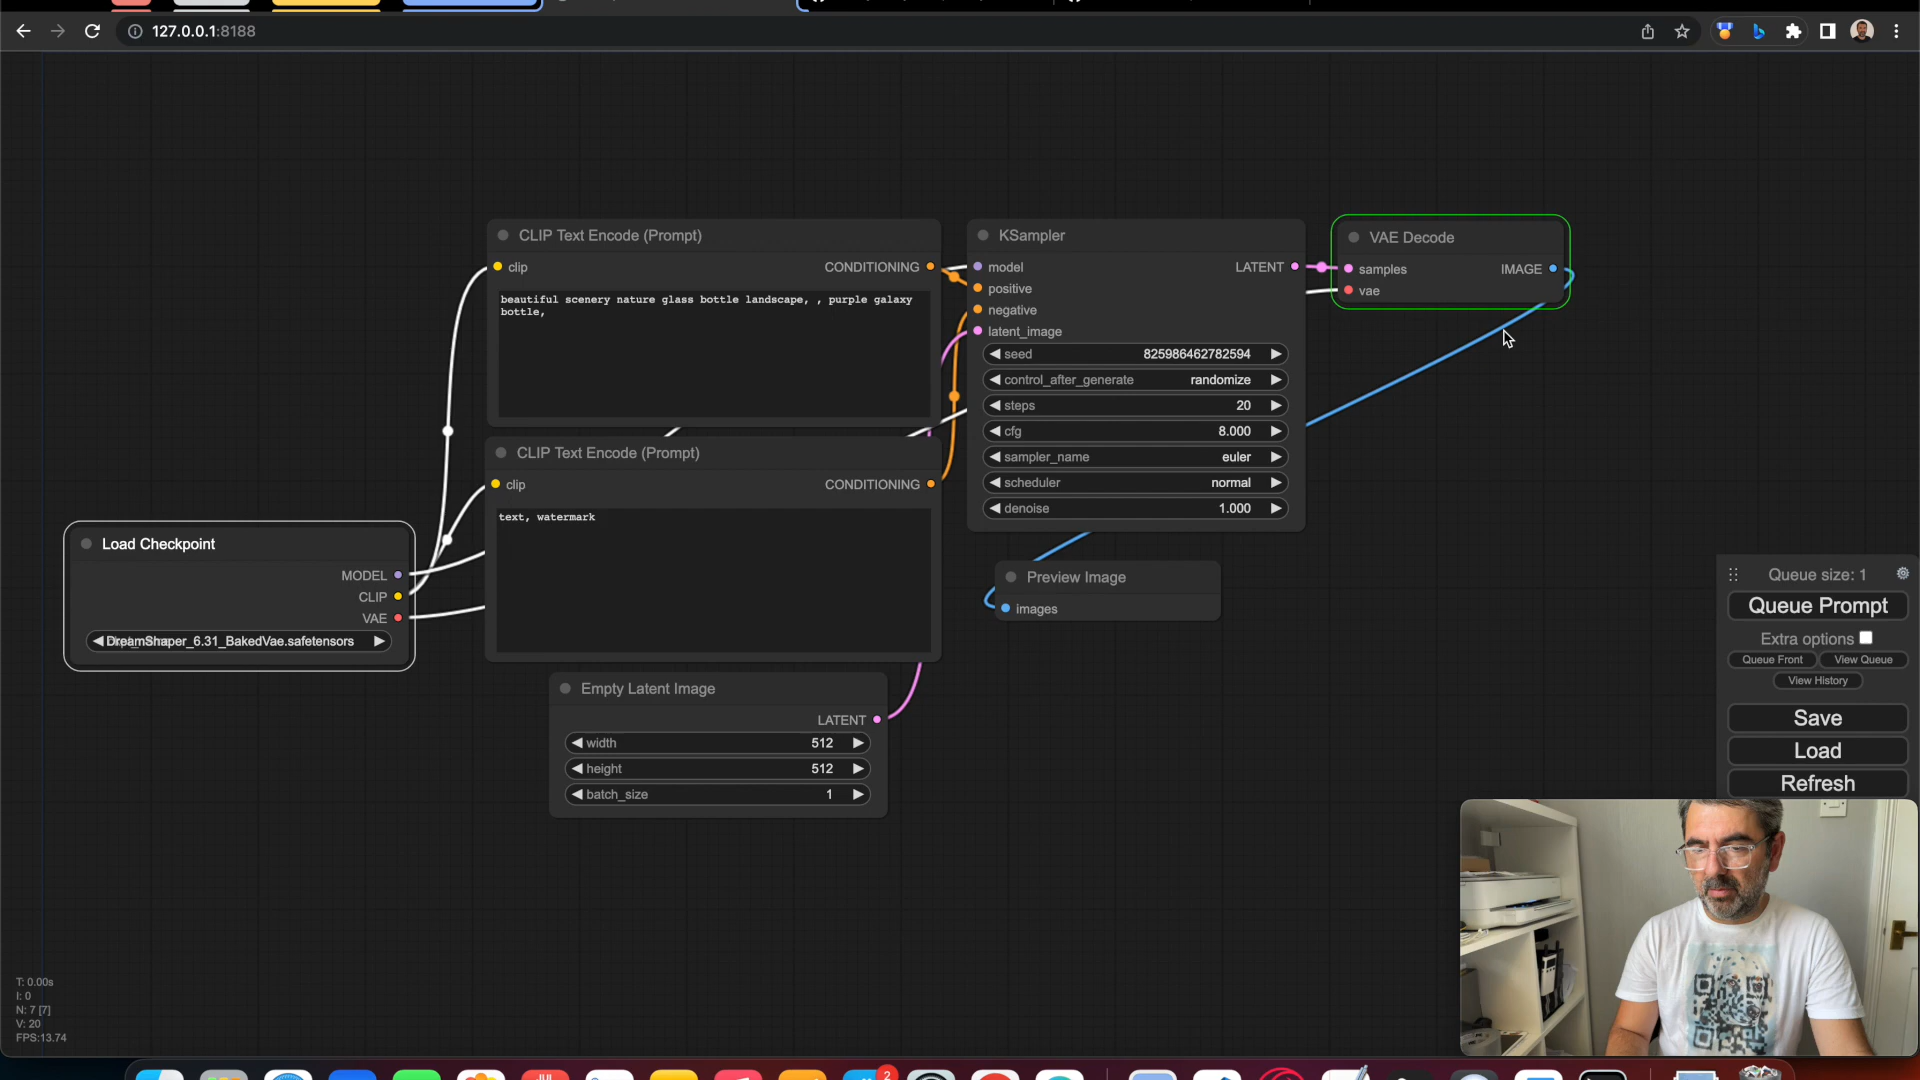 127.0.0.1:8188
CLIP Text Encode (Prompt)
clip
CONDITIONING
beautiful scenery nature glass bottle landscape, , purple galaxy
bottle,
KSampler
model
LATENT
positive
negative
latent_image
seed 825986462782594
control_after_generate randomize
steps 20
cfg 8.000
sampler_name euler
scheduler normal
denoise 1.000
VAE Decode
samples
IMAGE
vae
CLIP Text Encode (Prompt)
clip
CONDITIONING
text, watermark
Load Checkpoint
MODEL
CLIP
VAE
DreamShaper_6.31_BakedVae.safetensors
Preview Image
images
Empty Latent Image
LATENT
width 512
height 512
batch_size 1
Queue size: 1
Queue Prompt
Extra options
Queue Front
View Queue
View History
Save
Load
Refresh
T: 0.00s
I: 0
N: 7 [7]
V: 20
FPS:13.74
2